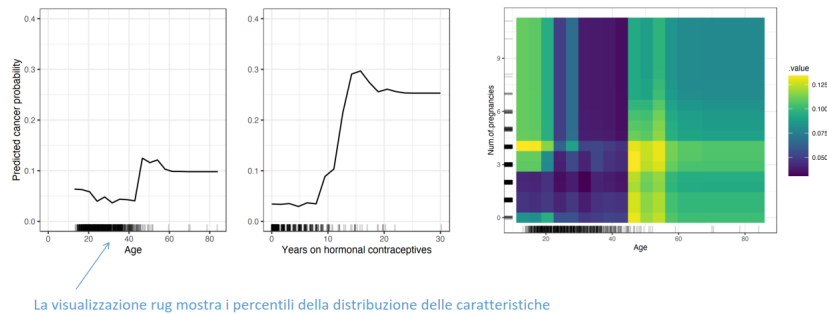 0.4
0.3
0.2
0.1
0.0
Predicted cancer probability
0 20 40 60 80
Age
0.4
0.3
0.2
0.1
0.0
0 10 20 30
Years on hormonal contraceptives
9
6
3
0
Num.of.pregnancies
20 40 60 80
Age
.value
0.125
0.100
0.075
0.050
La visualizzazione rug mostra i percentili della distribuzione delle caratteristiche